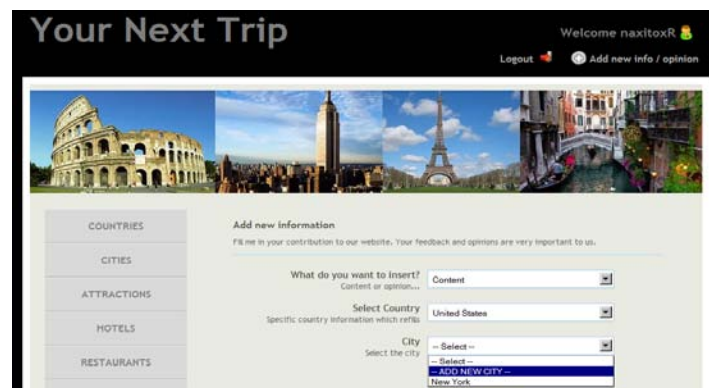 Your Next Trip
Welcome naxitoxR
Logout
Add new info / opinion
COUNTRIES
CITIES
ATTRACTIONS
HOTELS
RESTAURANTS
Add new information
Fill me in your contribution to our website. Your feedback and opinions are very important to us.
What do you want to insert?
Content or opinion...
Content
Select Country
Specific country information which refills
United States
City
Select the city
-- Select --
-- Select --
-- ADD NEW CITY --
New York